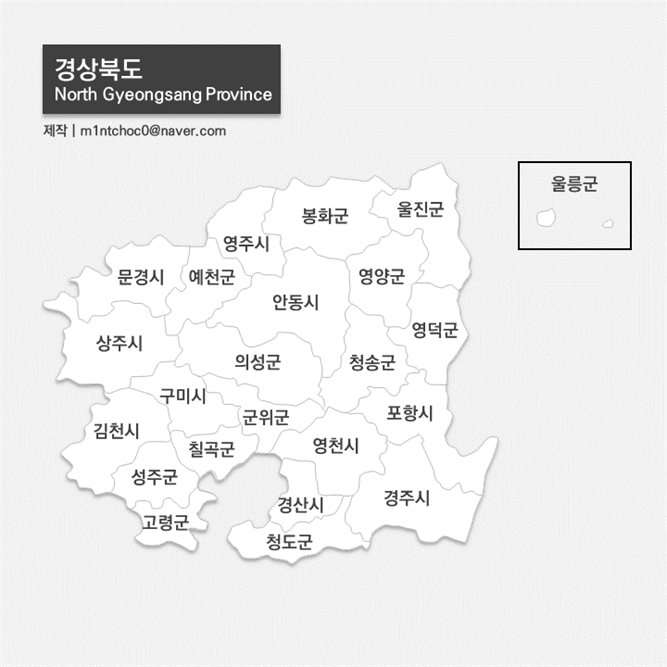 경상북도
North Gyeongsang Province
제작 | m1ntchoc0@naver.com
울릉군
봉화군
울진군
영주시
문경시
예천군
영양군
안동시
영덕군
상주시
의성군
청송군
구미시
군위군
포항시
김천시
칠곡군
영천시
성주군
경산시
경주시
고령군
청도군